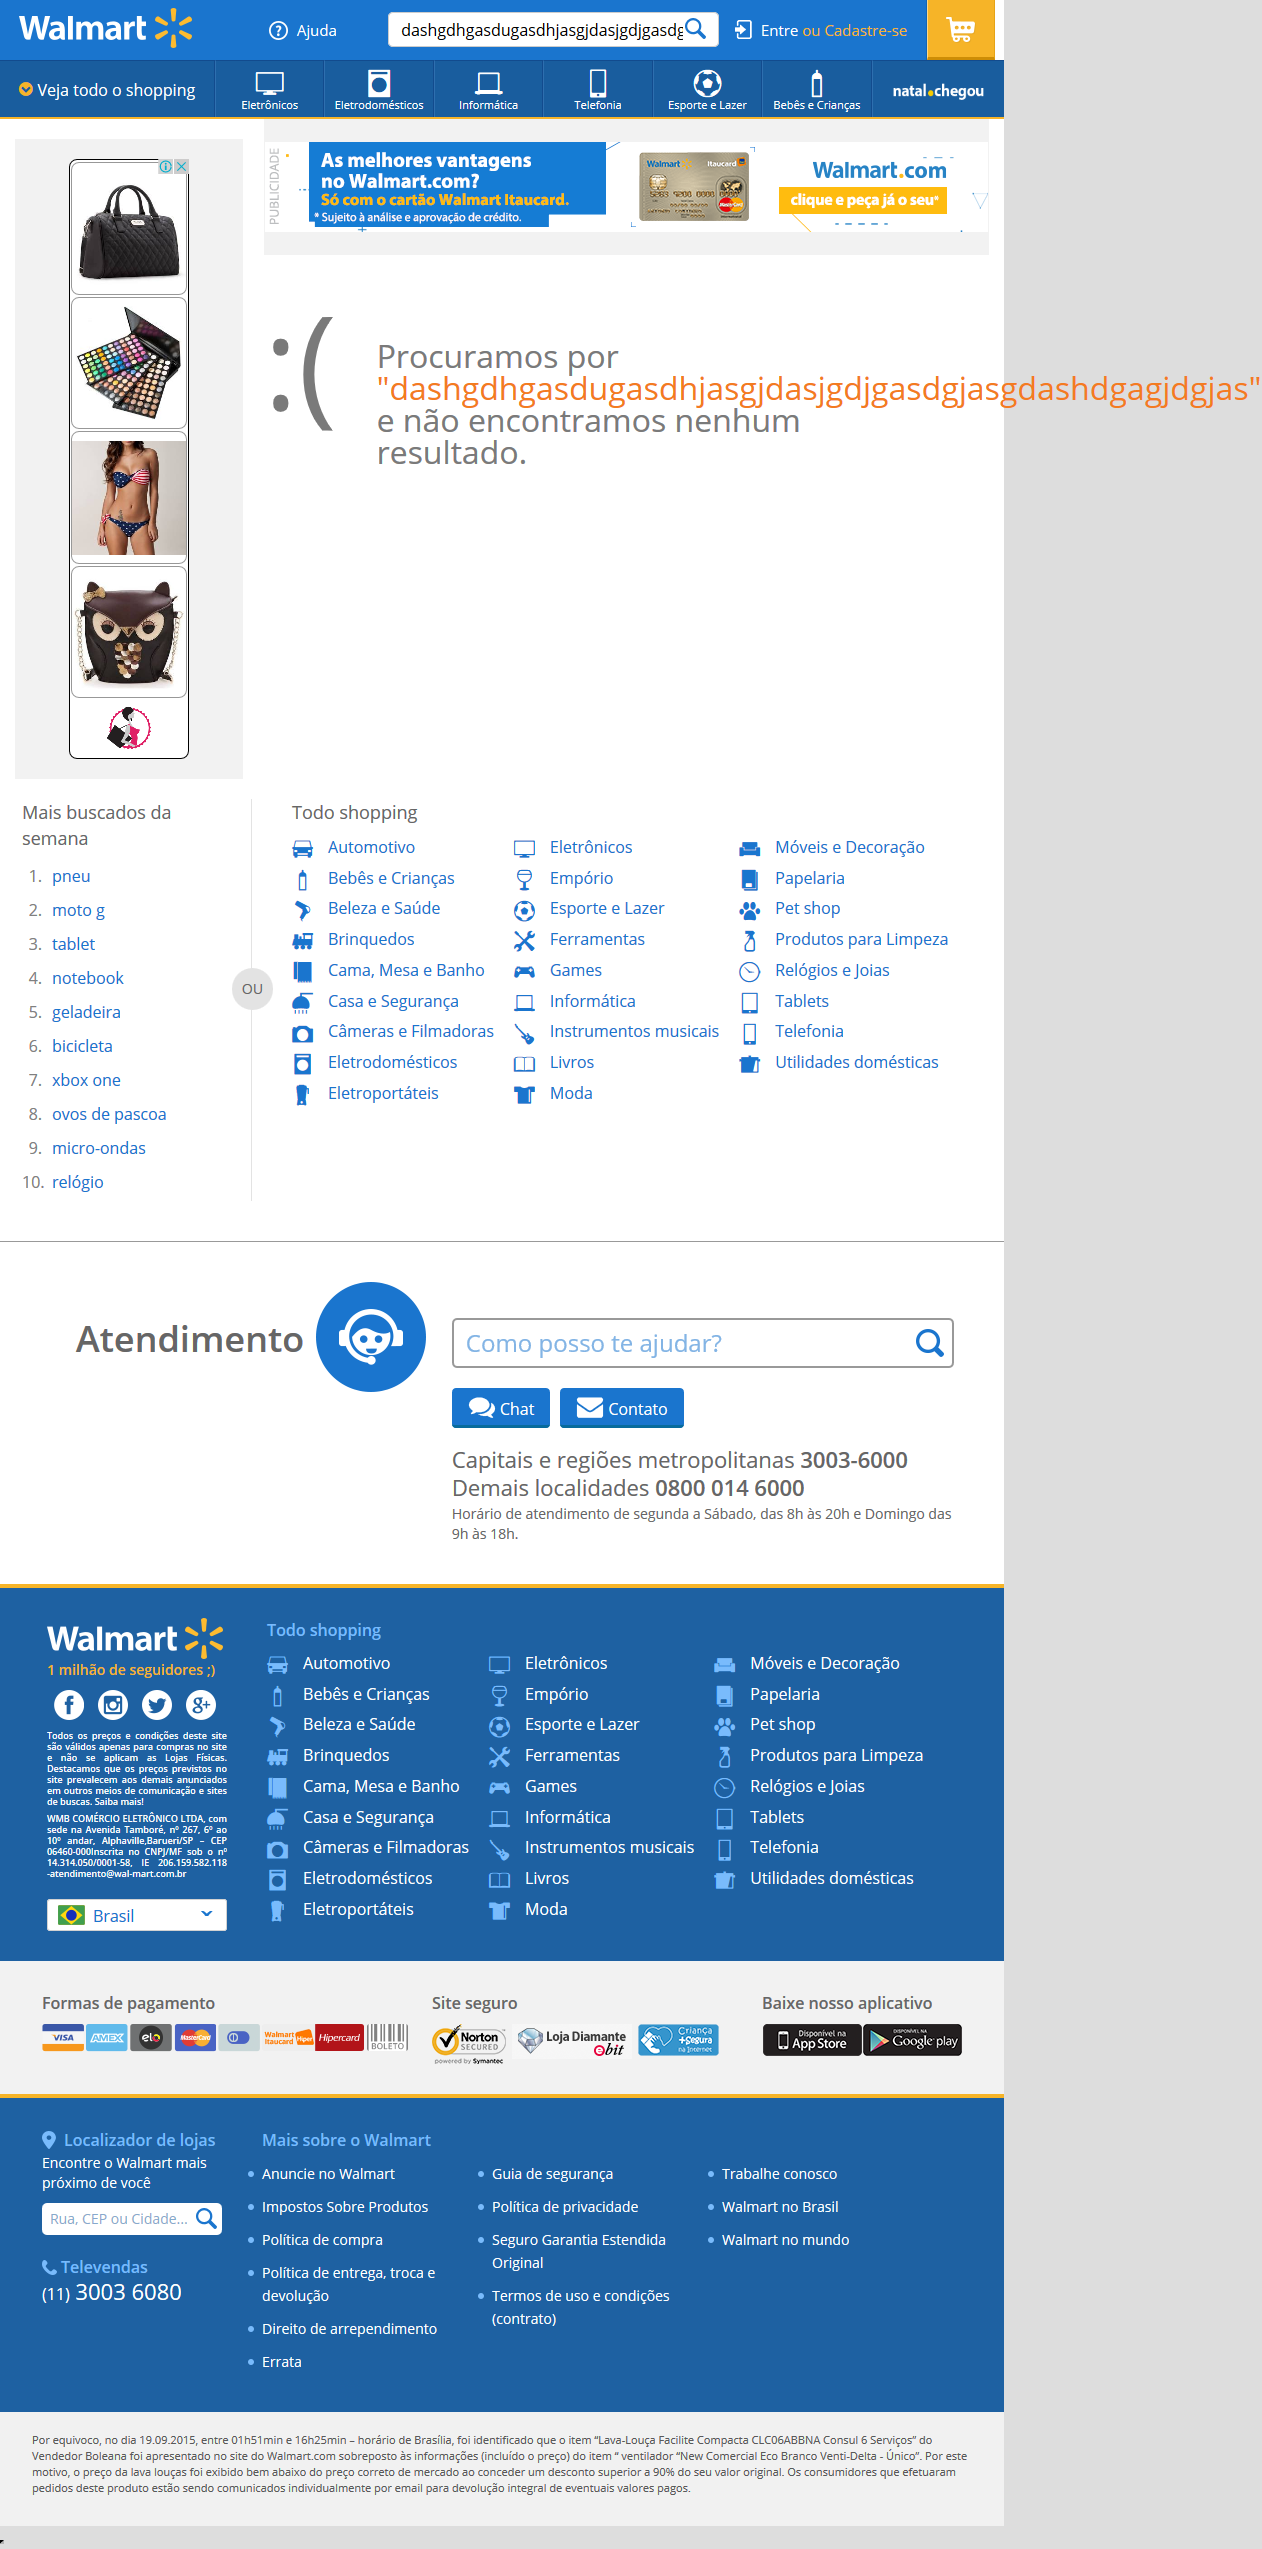 Walmart
Ajuda
dashgdhgasdugasdhjasgjdasjgdjgasdg
Entre ou Cadastre-se
Veja todo o shopping
Eletrônicos
Eletrodomésticos
Informática
Telefonia
Esporte e Lazer
Bebês e Crianças
natal.chegou
PUBLICIDADE
As melhores vantagens
no Walmart.com?
Só com o cartão Walmart Itaucard.
* Sujeito à análise e aprovação de crédito.
Walmart
Itaucard
MasterCard
Walmart.com
clique e peça já o seu*
:(
Procuramos por
"dashgdhgasdugasdhjasgjdasjgdjgasdgjasgdashdgagjdgjas"
e não encontramos nenhum
resultado.
Mais buscados da
semana
1. pneu
2. moto g
3. tablet
4. notebook
5. geladeira
6. bicicleta
7. xbox one
8. ovos de pascoa
9. micro-ondas
10. relógio
OU
Todo shopping
Automotivo
Bebês e Crianças
Beleza e Saúde
Brinquedos
Cama, Mesa e Banho
Casa e Segurança
Câmeras e Filmadoras
Eletrodomésticos
Eletroportáteis
Eletrônicos
Empório
Esporte e Lazer
Ferramentas
Games
Informática
Instrumentos musicais
Livros
Moda
Móveis e Decoração
Papelaria
Pet shop
Produtos para Limpeza
Relógios e Joias
Tablets
Telefonia
Utilidades domésticas
Atendimento
Como posso te ajudar?
Chat
Contato
Capitais e regiões metropolitanas 3003-6000
Demais localidades 0800 014 6000
Horário de atendimento de segunda a Sábado, das 8h às 20h e Domingo das
9h às 18h.
Walmart
1 milhão de seguidores ;)
Todos os preços e condições deste site
são válidos apenas para compras no site
e não se aplicam as Lojas Físicas.
Destacamos que os preços previstos no
site prevalecem aos demais anunciados
em outros meios de comunicação e sites
de buscas. Saiba mais!
WMB COMÉRCIO ELETRÔNICO LTDA, com
sede na Avenida Tamboré, nº 267, 6º ao
10º andar, Alphaville,Barueri/SP – CEP
06460-000Inscrita no CNPJ/MF sob o nº
14.314.050/0001-58, IE 206.159.582.118
-atendimento@wal-mart.com.br
Brasil
Todo shopping
Automotivo
Bebês e Crianças
Beleza e Saúde
Brinquedos
Cama, Mesa e Banho
Casa e Segurança
Câmeras e Filmadoras
Eletrodomésticos
Eletroportáteis
Eletrônicos
Empório
Esporte e Lazer
Ferramentas
Games
Informática
Instrumentos musicais
Livros
Moda
Móveis e Decoração
Papelaria
Pet shop
Produtos para Limpeza
Relógios e Joias
Tablets
Telefonia
Utilidades domésticas
Formas de pagamento
VISA
AMEX
elo
MasterCard
Walmart
Itaucard
Hiper
Hipercard
BOLETO
Site seguro
Norton
SECURED
powered by Symantec
Loja Diamante
ebit
Criança
+Segura
na Internet
Baixe nosso aplicativo
Disponível na
App Store
DISPONÍVEL NA
Google play
Localizador de lojas
Encontre o Walmart mais
próximo de você
Rua, CEP ou Cidade...
Televendas
(11) 3003 6080
Mais sobre o Walmart
Anuncie no Walmart
Impostos Sobre Produtos
Política de compra
Política de entrega, troca e
devolução
Direito de arrependimento
Errata
Guia de segurança
Política de privacidade
Seguro Garantia Estendida
Original
Termos de uso e condições
(contrato)
Trabalhe conosco
Walmart no Brasil
Walmart no mundo
Por equivoco, no dia 19.09.2015, entre 01h51min e 16h25min – horário de Brasília, foi identificado que o item “Lava-Louça Facilite Compacta CLC06ABBNA Consul 6 Serviços” do
Vendedor Boleana foi apresentado no site do Walmart.com sobreposto às informações (incluído o preço) do item “ ventilador “New Comercial Eco Branco Venti-Delta - Único”. Por este
motivo, o preço da lava louças foi exibido bem abaixo do preço correto de mercado ao conceder um desconto superior a 90% do seu valor original. Os consumidores que efetuaram
pedidos deste produto estão sendo comunicados individualmente por email para devolução integral de eventuais valores pagos.